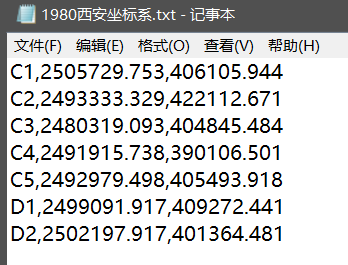 1980西安坐标系.txt - 记事本
文件(F) 编辑(E) 格式(O) 查看(V) 帮助(H)
C1,2505729.753,406105.944
C2,2493333.329,422112.671
C3,2480319.093,404845.484
C4,2491915.738,390106.501
C5,2492979.498,405493.918
D1,2499091.917,409272.441
D2,2502197.917,401364.481